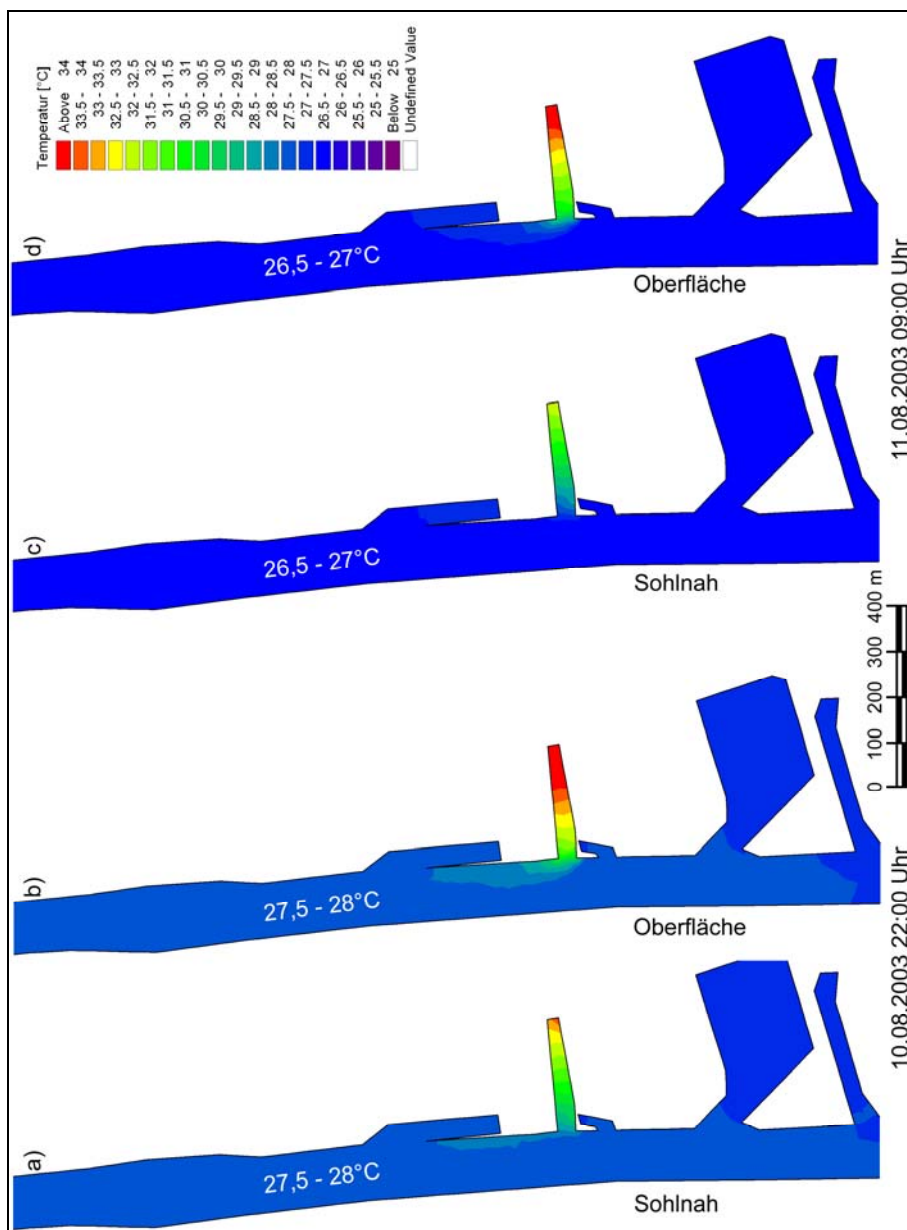 Temperatur [°C]
Above 34
33.5 - 34
33 - 33.5
32.5 - 33
32 - 32.5
31.5 - 32
31 - 31.5
30.5 - 31
30 - 30.5
29.5 - 30
29 - 29.5
28.5 - 29
28 - 28.5
27.5 - 28
27 - 27.5
26.5 - 27
26 - 26.5
25.5 - 26
25 - 25.5
Below 25
Undefined Value
a)
27,5 - 28°C
Sohlnah
b)
27,5 - 28°C
Oberfläche
10.08.2003 22:00 Uhr
0 100 200 300 400 m
c)
26,5 - 27°C
Sohlnah
d)
26,5 - 27°C
Oberfläche
11.08.2003 09:00 Uhr